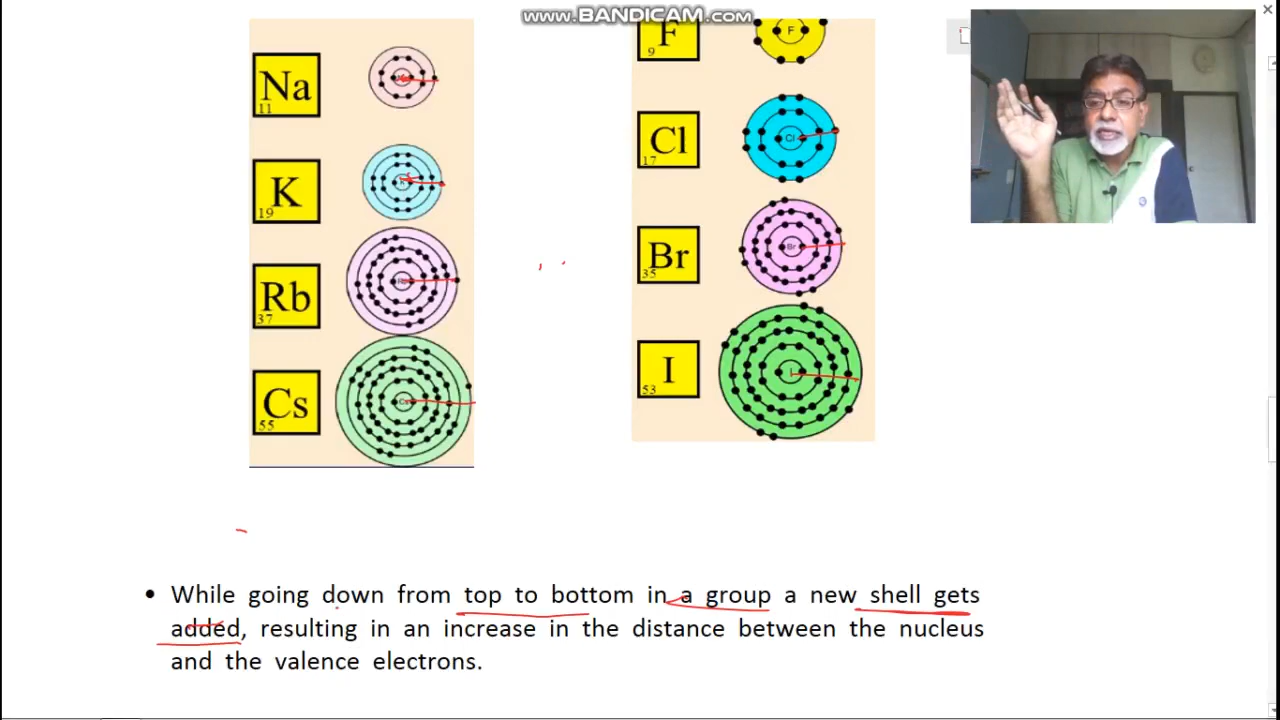 www.BANDICAM.com
Na
11
K
19
Rb
37
Cs
55
F
9
Cl
17
Br
35
I
53
F
Cl
Br
I
• While going down from top to bottom in a group a new shell gets
added, resulting in an increase in the distance between the nucleus
and the valence electrons.